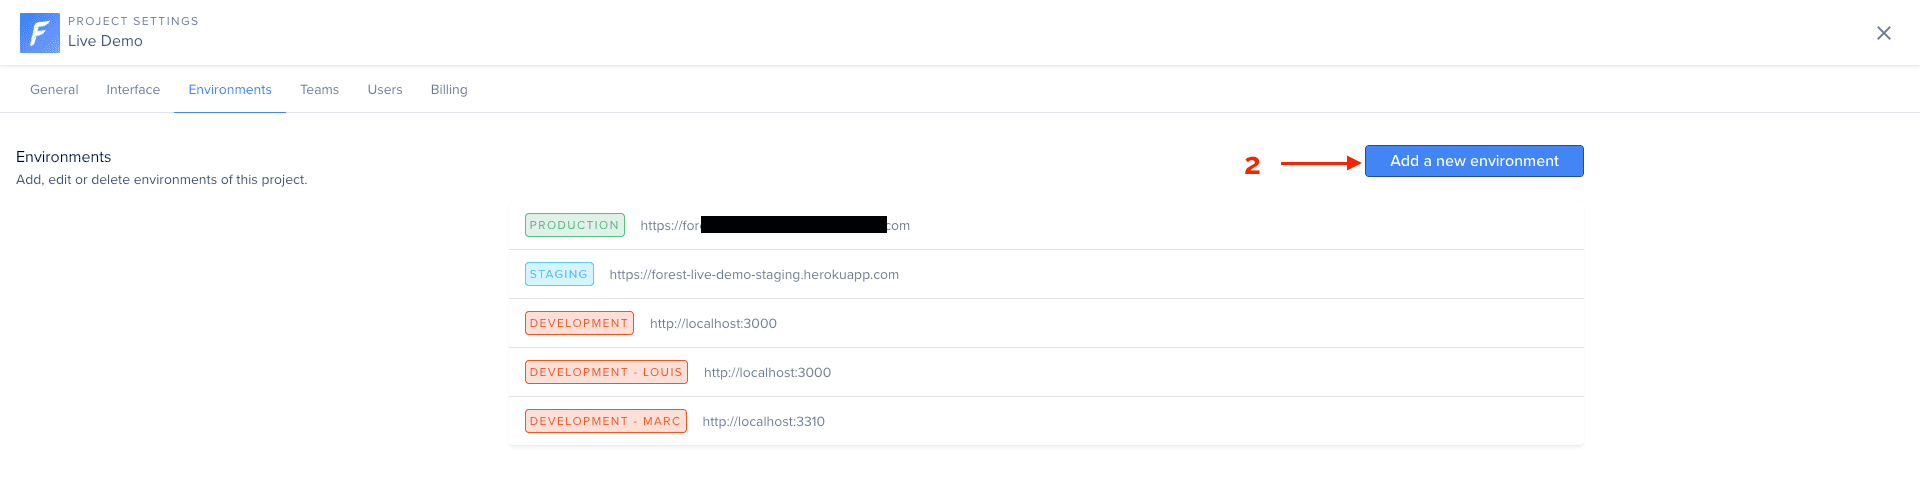 PROJECT SETTINGS
Live Demo
General Interface Environments Teams Users Billing
Environments
Add, edit or delete environments of this project.
2 Add a new environment
PRODUCTION https://for com
STAGING https://forest-live-demo-staging.herokuapp.com
DEVELOPMENT http://localhost:3000
DEVELOPMENT - LOUIS http://localhost:3000
DEVELOPMENT - MARC http://localhost:3310